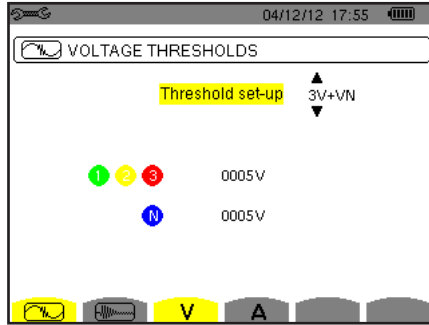 04/12/12 17:55
VOLTAGE THRESHOLDS
Threshold set-up 3V+VN
1 2 3 0005V
N 0005V
V A